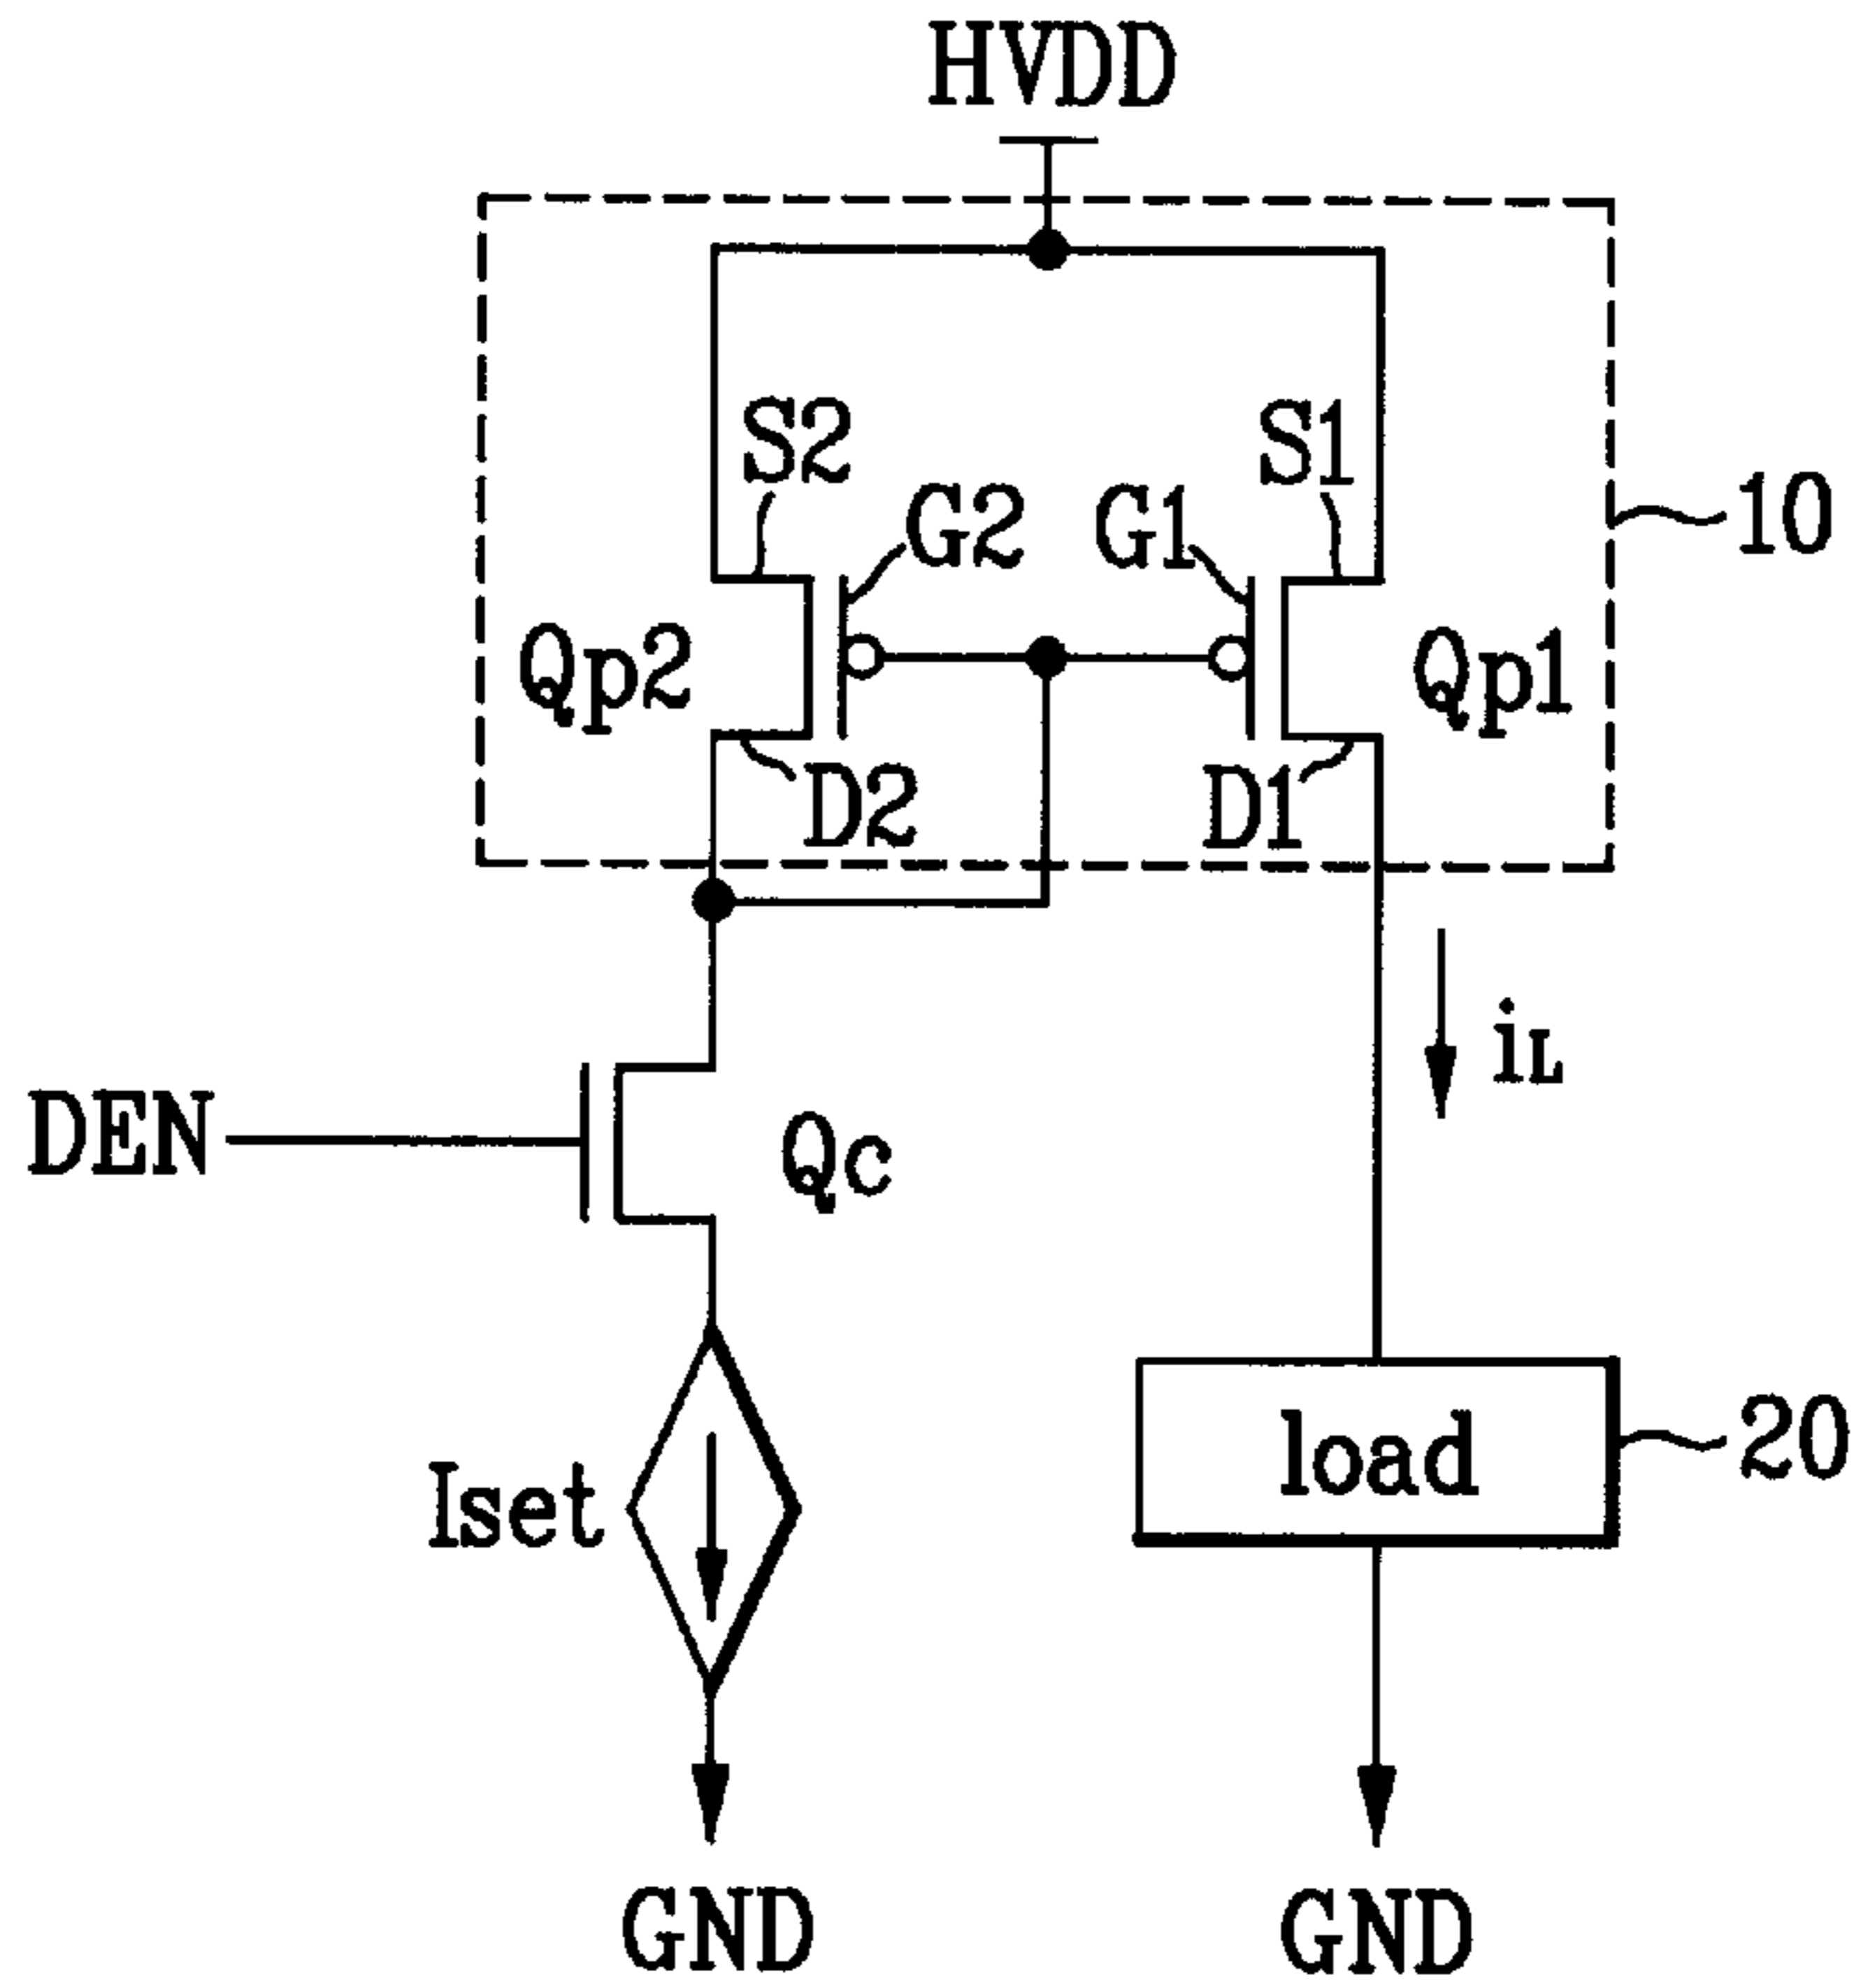 HVDD
S2
S1
G2
G1
10
Qp2
Qp1
D2
D1
iL
DEN
Qc
Iset
load
20
GND
GND